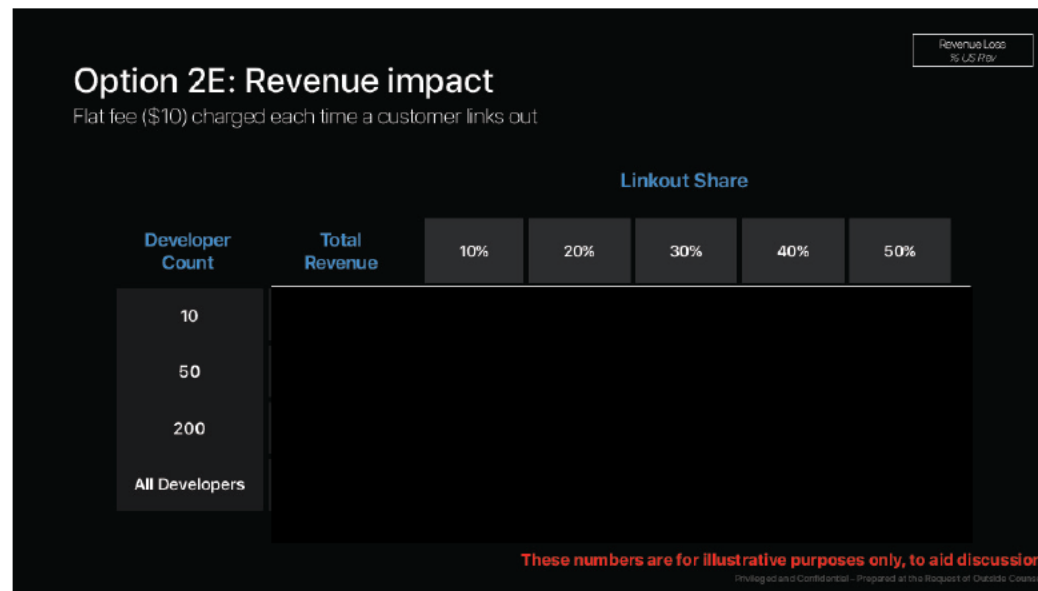 Revenue Loss
% US Rev
Option 2E: Revenue impact
Flat fee ($10) charged each time a customer links out
Linkout Share
Developer
Count
Total
Revenue
10%
20%
30%
40%
50%
10
50
200
All Developers
These numbers are for illustrative purposes only, to aid discussion
Privileged and Confidential – Prepared at the Request of Outside Counse